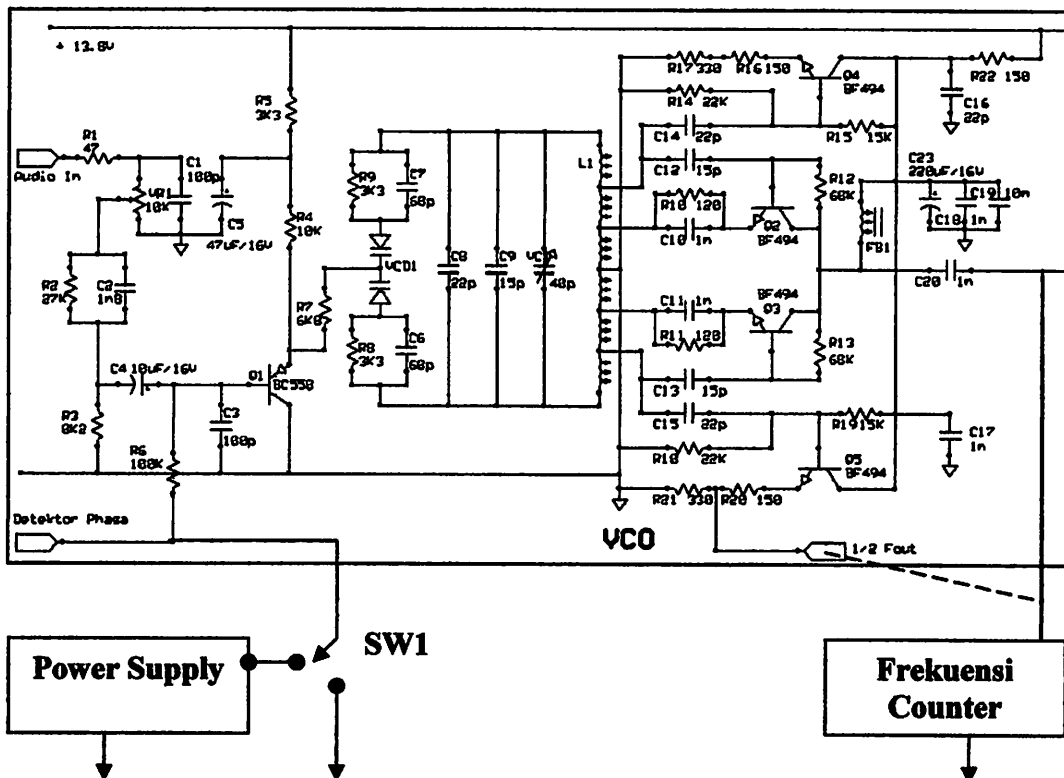 + 13.8V
R5
3K3
R17 330
R16 150
Q4
BF494
R22 150
R14 22K
C16
22p
R1
47
Audio In
VR1
10K
C1
100p
C5
47uF/16V
R4
10K
R9
3K3
C7
68p
C14 22p
R15 15K
L1
C12 15p
R10 120
C10 1n
Q2
BF494
R12
68K
C23
220uF/16V
C19 10n
C18 1n
FB1
R2
27K
C2
1n8
VCD1
C8
22p
C9
15p
40p
R7
6K8
C11 1n
R11 120
BF494
Q3
C20 1n
R8
3K3
C6
68p
R13
68K
C4 10uF/16V
Q1
BC558
C13 15p
R3
8K2
C3
100p
C15 22p
R19 15K
C17
1n
R6
100K
R18 22K
Q5
BF494
R21 330
R20 150
Detektor Phasa
VCO
1/2 Fout
SW1
Power Supply
Frekuensi
Counter